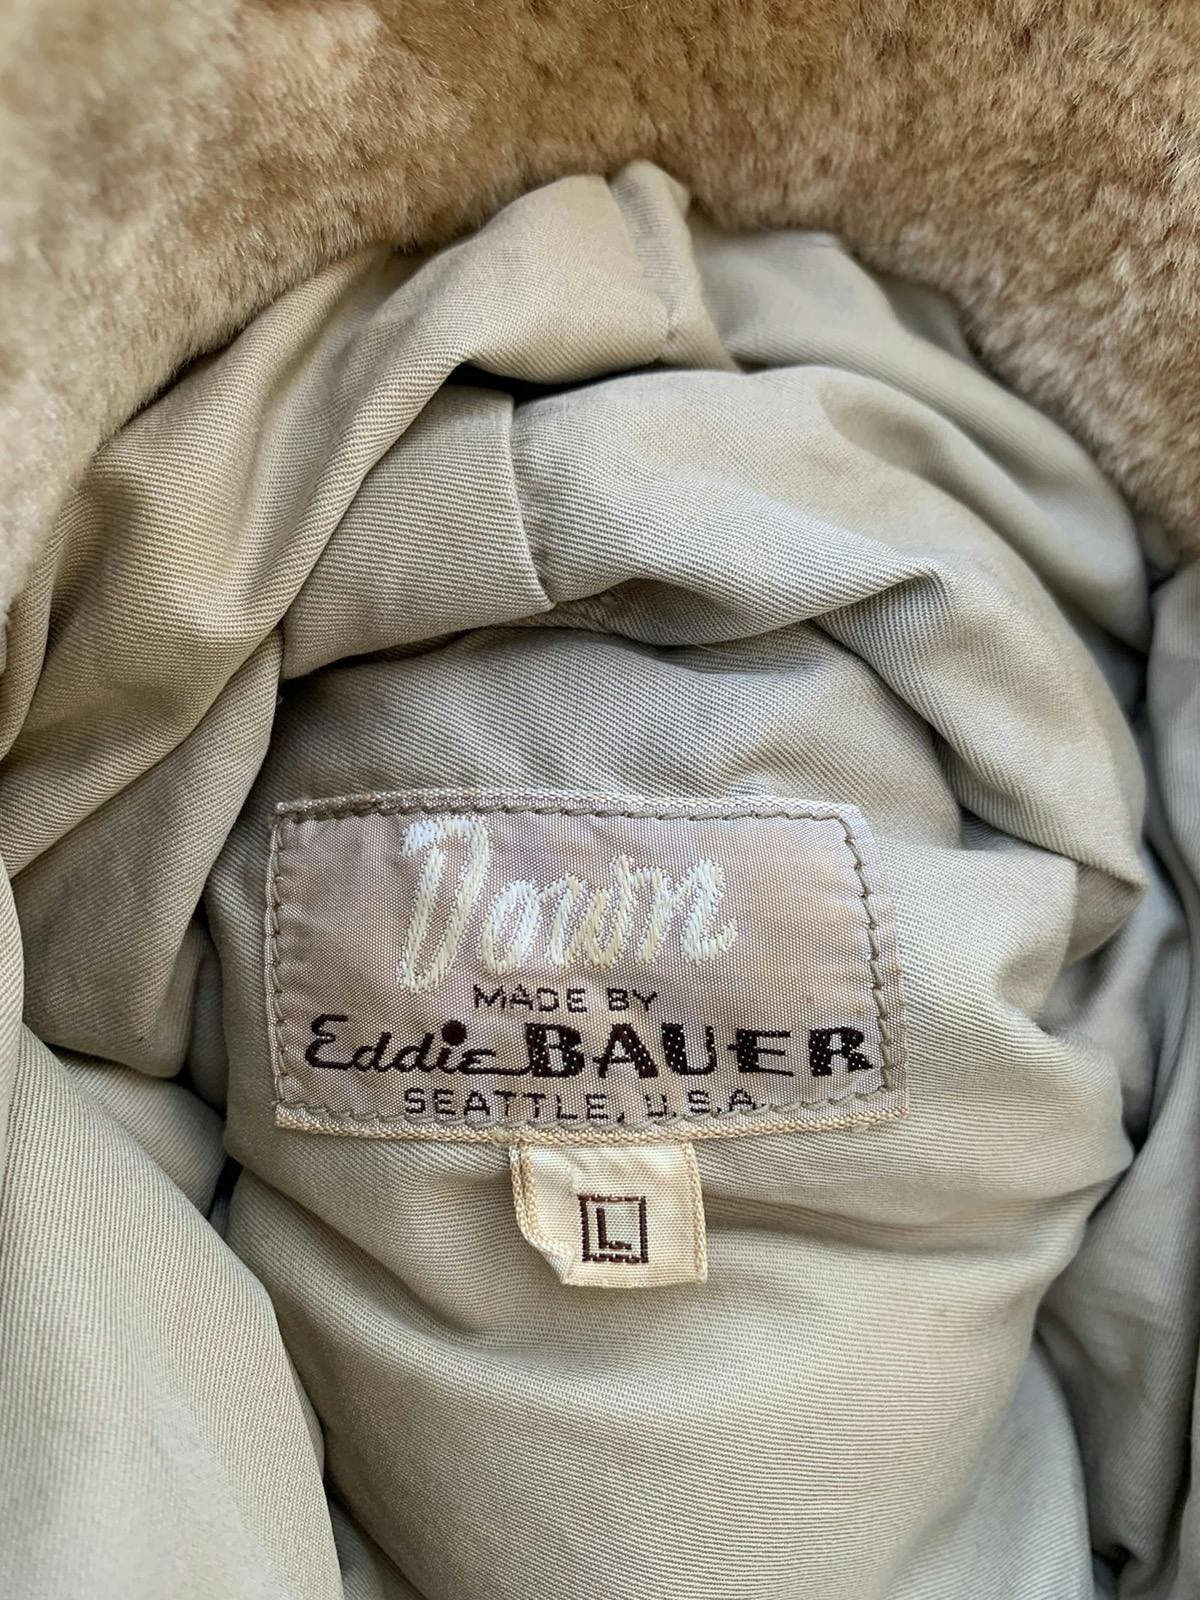 Down
MADE BY
Eddie BAUER
SEATTLE, U.S.A.
L